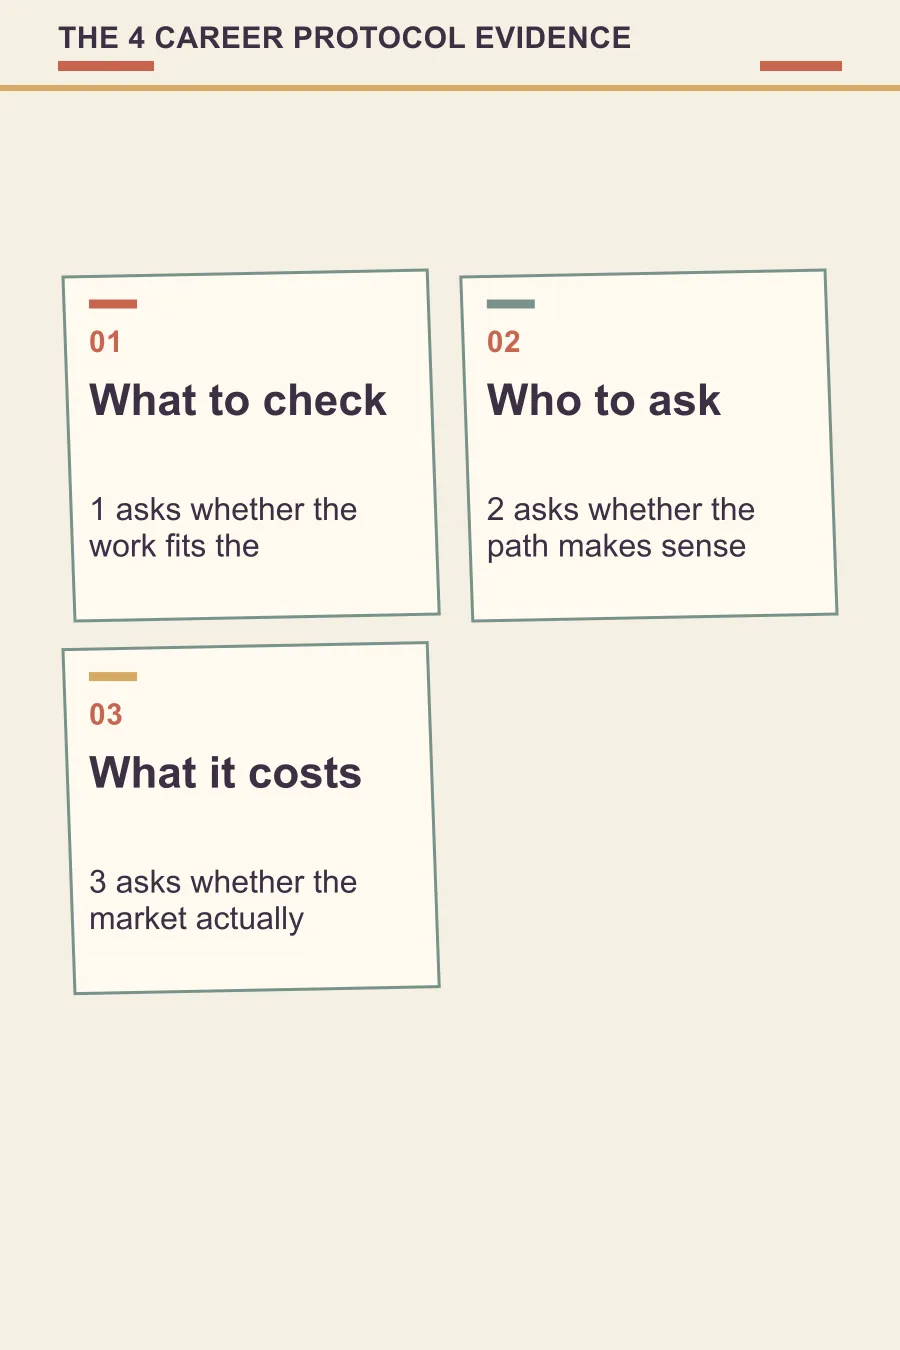 THE 4 CAREER PROTOCOL EVIDENCE
01
What to check
1 asks whether the
work fits the
02
Who to ask
2 asks whether the
path makes sense
03
What it costs
3 asks whether the
market actually